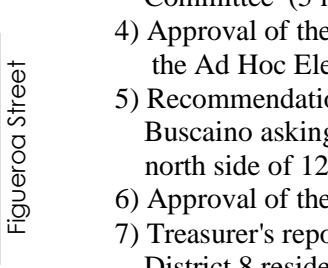 Committee (3
4) Approval of the
the Ad Hoc Ele
5) Recommendatio
Buscaino asking
north side of 12
6) Approval of the
7) Treasurer's repo
District 8 reside
Figueroa Street